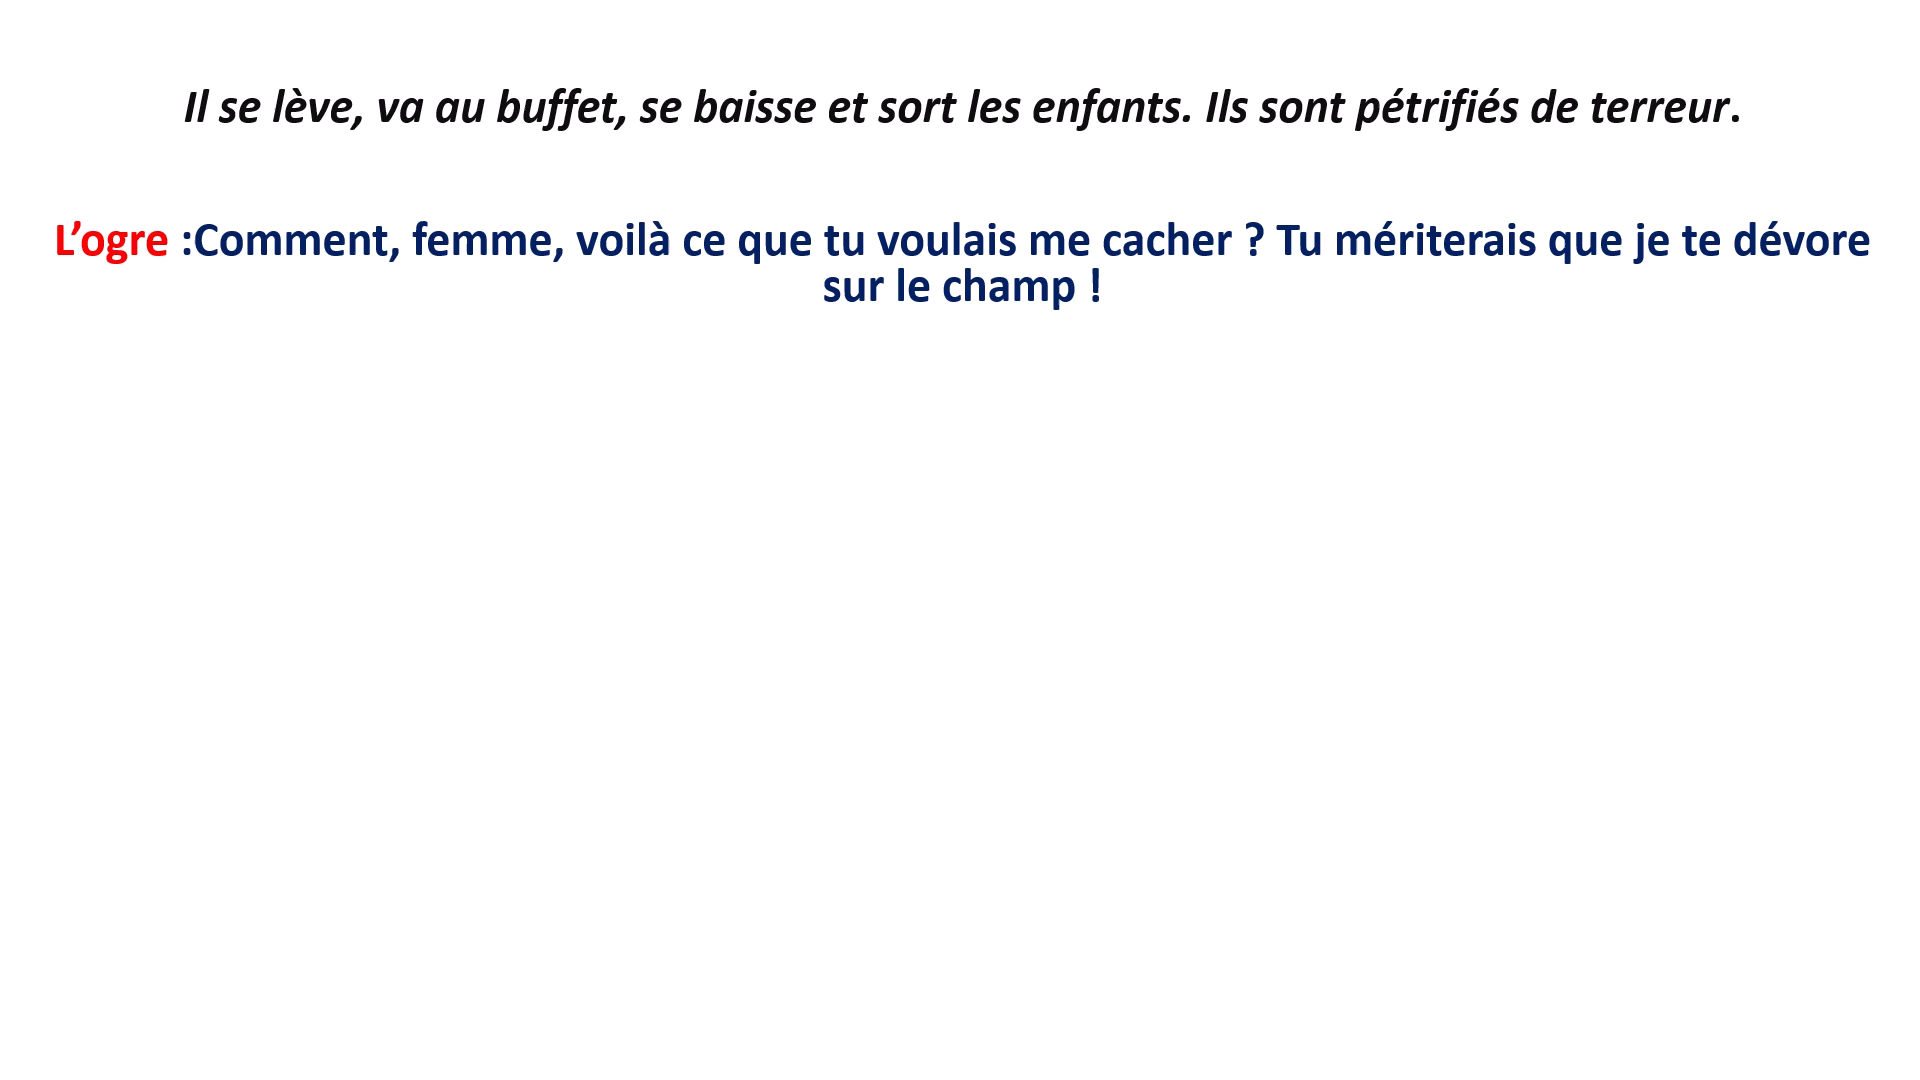 Il se lève, va au buffet, se baisse et sort les enfants. Ils sont pétrifiés de terreur.
L’ogre :Comment, femme, voilà ce que tu voulais me cacher ? Tu mériterais que je te dévore
sur le champ !